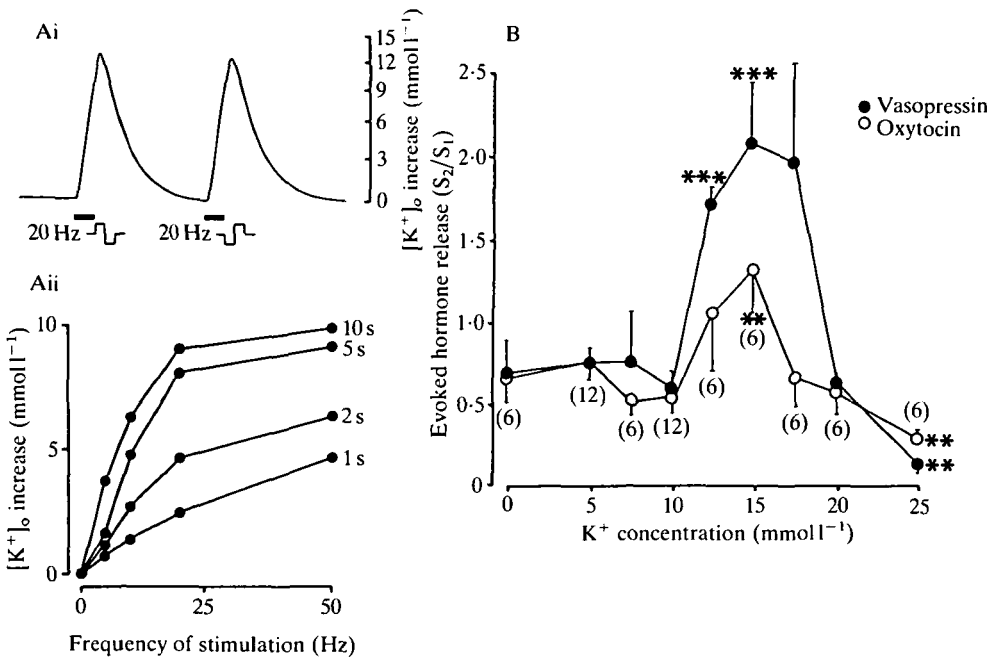 Ai
15
12
9
6
3
0
[K⁺]ₒ increase (mmol l⁻¹)
20 Hz
20 Hz
Aii
10
5
0
[K⁺]ₒ increase (mmol l⁻¹)
10 s
5 s
2 s
1 s
0
25
50
Frequency of stimulation (Hz)
B
2·5
2·0
1·5
1·0
0·5
0
Evoked hormone release (S₂/S₁)
Vasopressin
Oxytocin
***
***
**
(6)
(6)
(12)
(6)
(12)
(6)
(6)
(6)
(6)
**
**
0
5
10
15
20
25
K⁺ concentration (mmol l⁻¹)